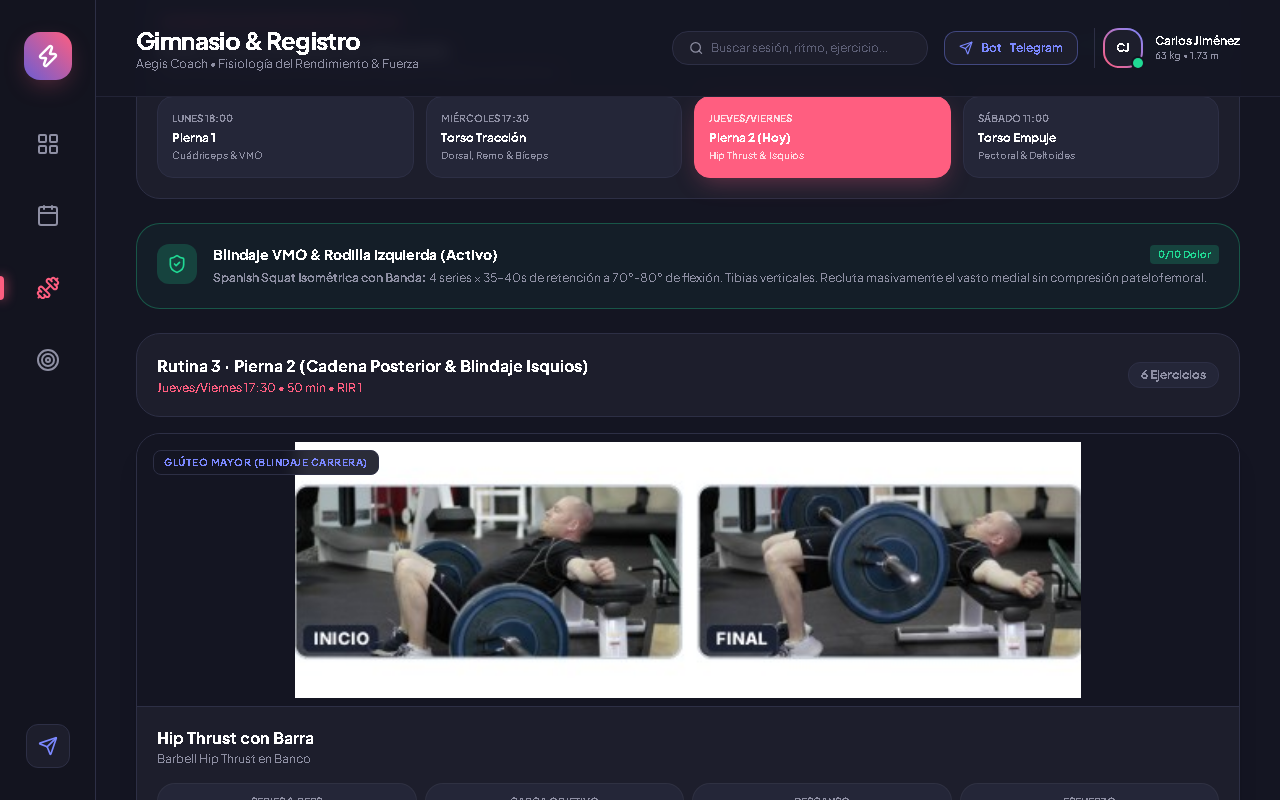 Gimnasio & Registro
Aegis Coach • Fisiología del Rendimiento & Fuerza
Buscar sesión, ritmo, ejercicio...
Bot Telegram
CJ
Carlos Jiménez
63 kg • 1.73 m
LUNES 18:00
Pierna 1
Cuádriceps & VMO
MIÉRCOLES 17:30
Torso Tracción
Dorsal, Remo & Bíceps
JUEVES/VIERNES
Pierna 2 (Hoy)
Hip Thrust & Isquios
SÁBADO 11:00
Torso Empuje
Pectoral & Deltoides
Blindaje VMO & Rodilla Izquierda (Activo)
0/10 Dolor
Spanish Squat Isométrica con Banda: 4 series × 35–40s de retención a 70°-80° de flexión. Tibias verticales. Recluta masivamente el vasto medial sin compresión patelofemoral.
Rutina 3 · Pierna 2 (Cadena Posterior & Blindaje Isquios)
Jueves/Viernes 17:30 • 50 min • RIR 1
6 Ejercicios
GLÚTEO MAYOR (BLINDAJE CARRERA)
INICIO
FINAL
Hip Thrust con Barra
Barbell Hip Thrust en Banco